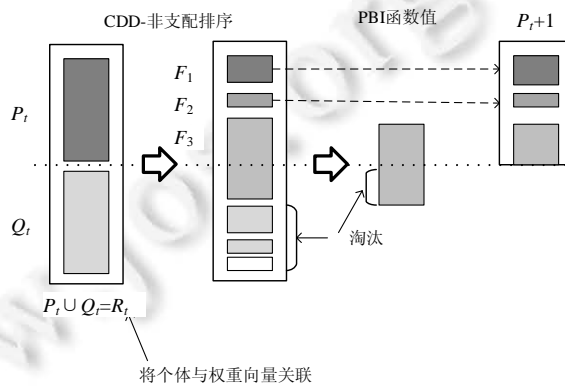 CDD-非支配排序
PBI函数值
Pt+1
F1
F2
F3
Pt
Qt
淘汰
Pt∪Qt=Rt
将个体与权重向量关联